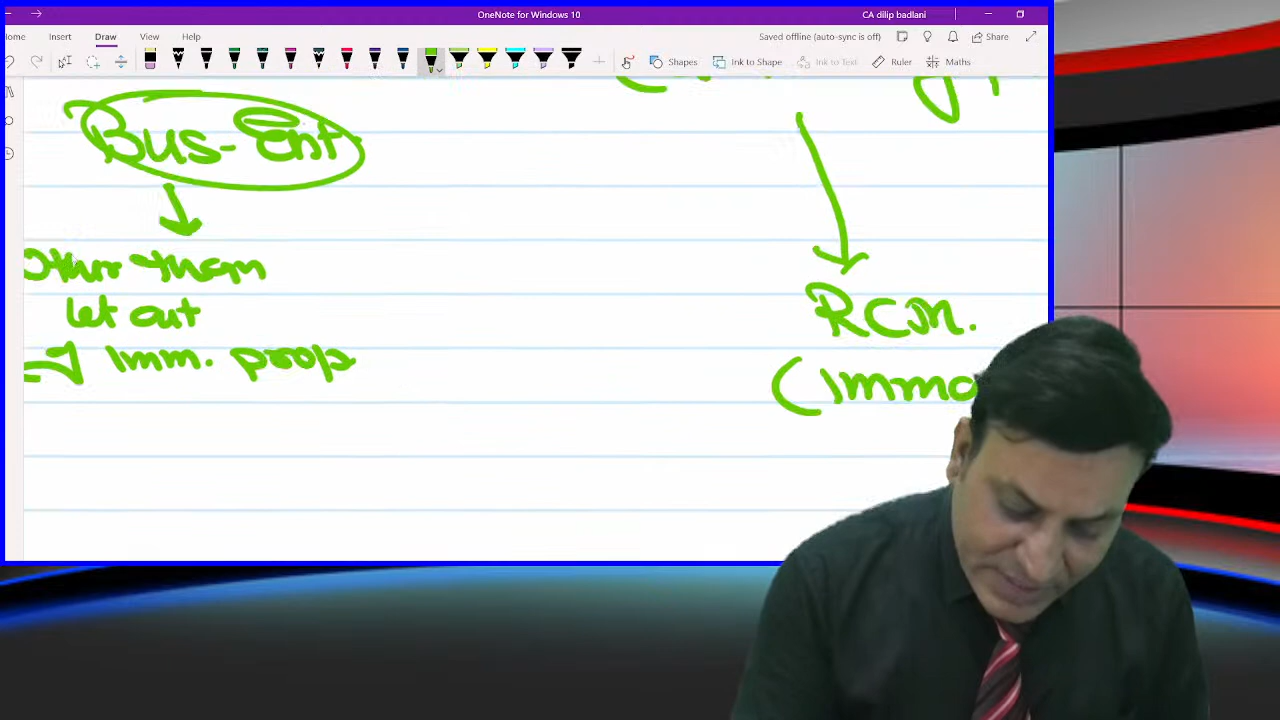 OneNote for Windows 10
CA dilip badlani
Insert
Draw
View
Help
Saved offline (auto-sync is off)
Share
Shapes
Ink to Shape
Ink to Text
Ruler
Maths
Bus- Ent
Other than
let out
Imm. prop
RCM.
(Immo